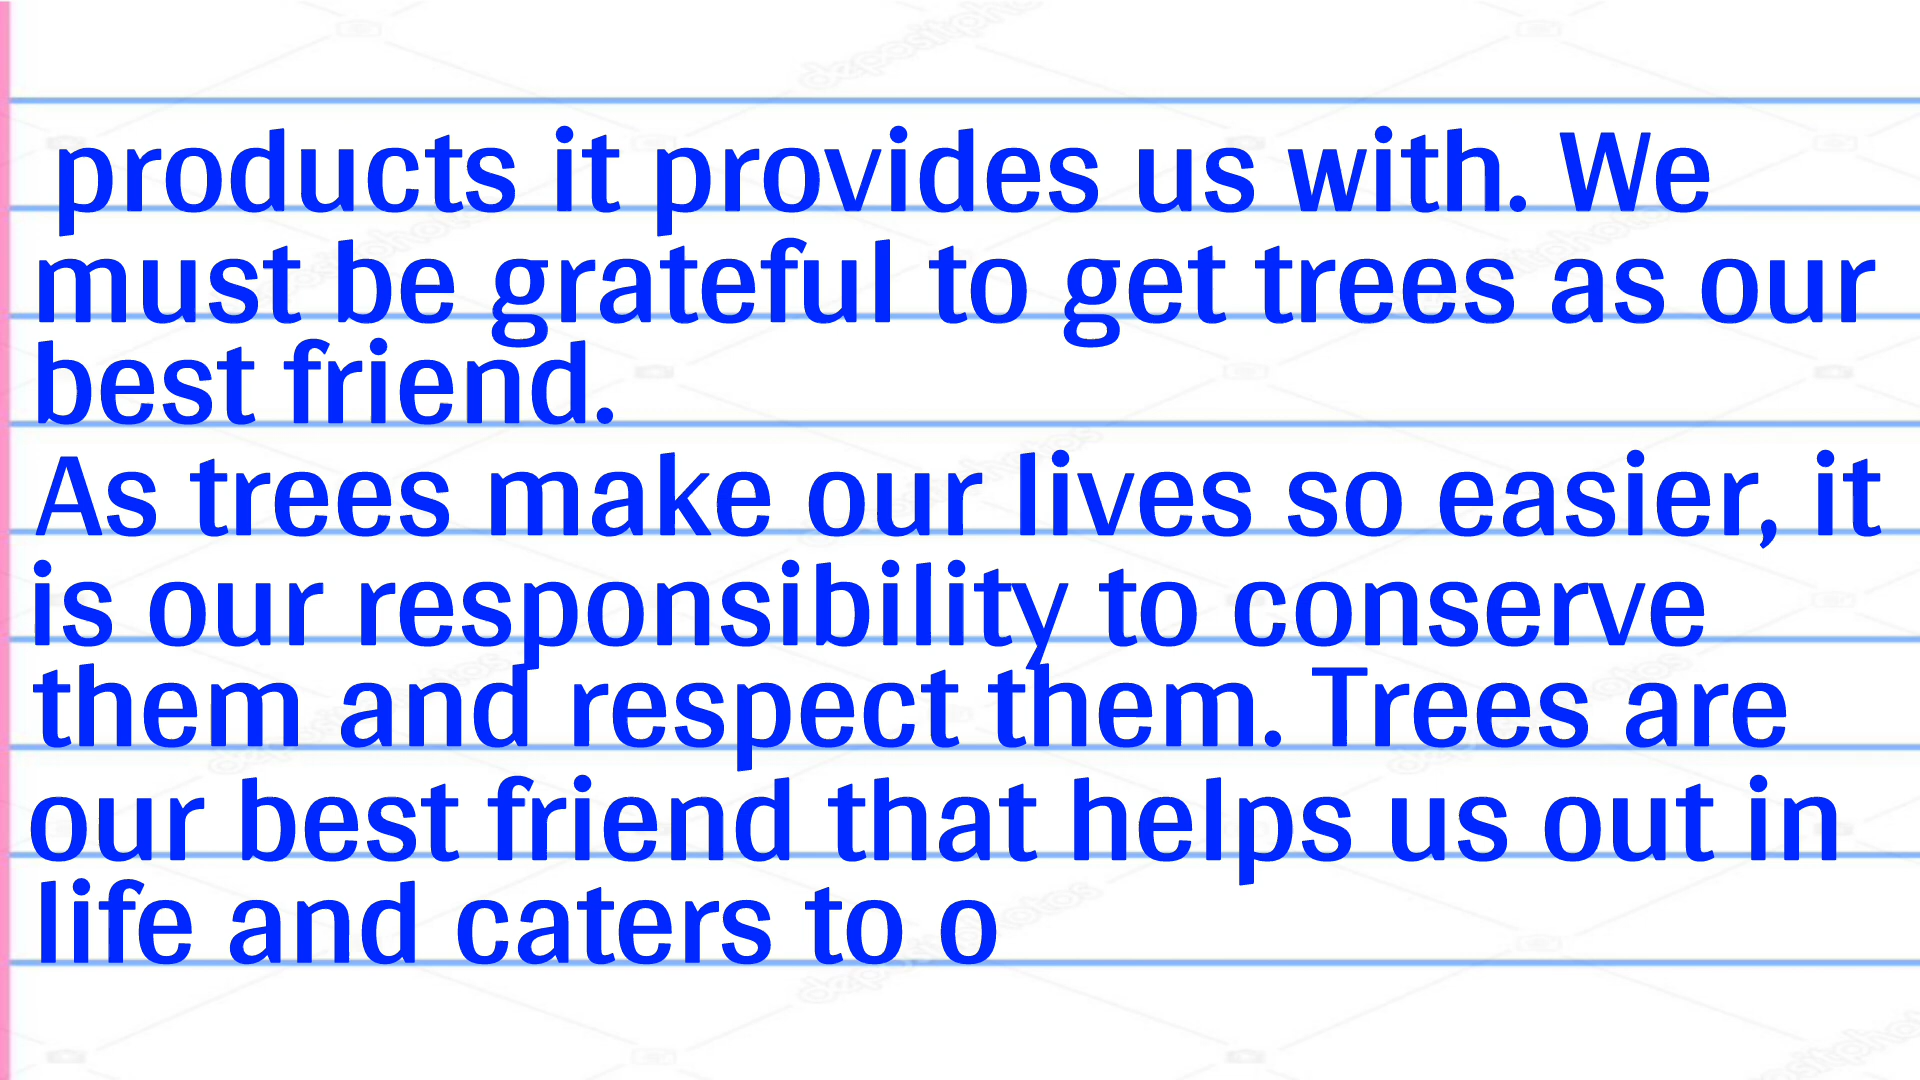 products it provides us with. We
must be grateful to get trees as our
best friend.
As trees make our lives so easier, it
is our responsibility to conserve
them and respect them. Trees are
our best friend that helps us out in
life and caters to o
depositphotos